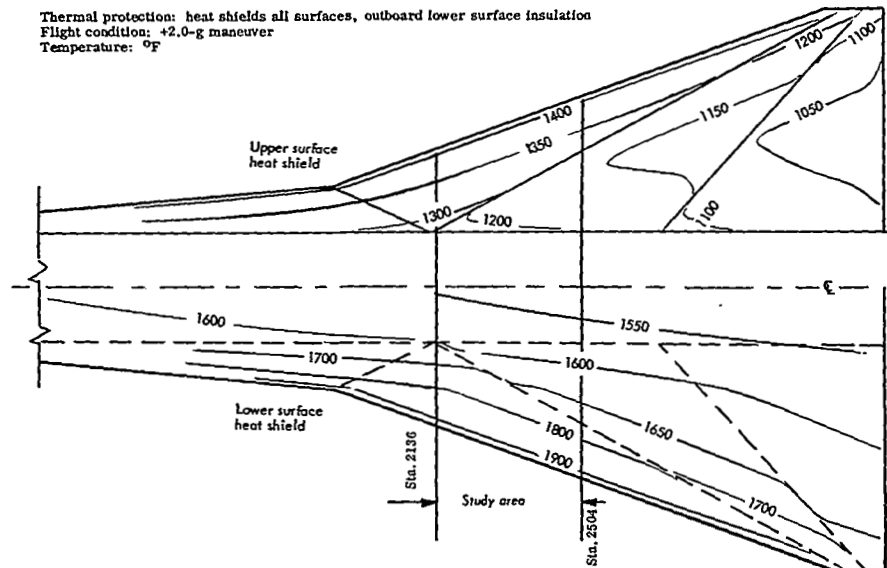 Thermal protection: heat shields all surfaces, outboard lower surface insulation
Flight condition: +2.0-g maneuver
Temperature: °F
1200
1100
1400
1150
1050
1350
Upper surface
heat shield
1300
1200
1100
℄
1600
1550
1700
1600
Lower surface
heat shield
1800
1650
1900
1700
Sta. 2136
Study area
Sta. 2504